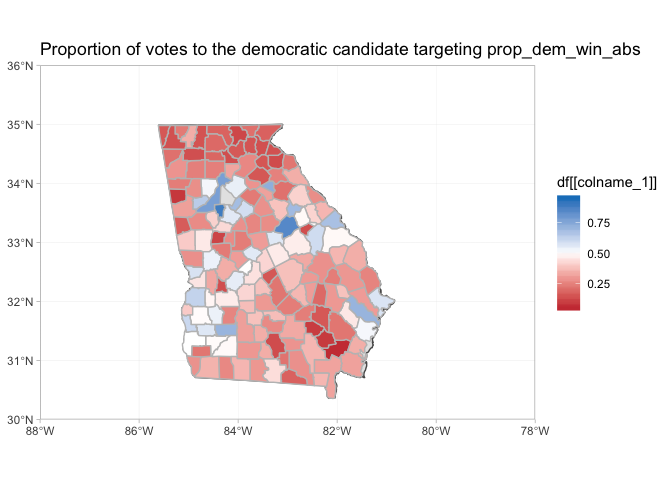 Proportion of votes to the democratic candidate targeting prop_dem_win_abs
36°N
35°N
34°N
33°N
32°N
31°N
30°N
88°W 86°W 84°W 82°W 80°W 78°W
df[[colname_1]]
0.75
0.50
0.25